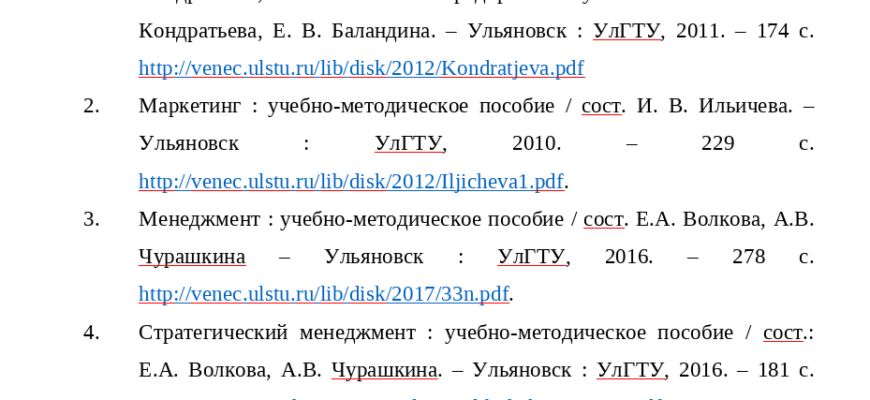 Кондратьева, Е. В. Баландина. – Ульяновск : УлГТУ, 2011. – 174 с.
http://venec.ulstu.ru/lib/disk/2012/Kondratjeva.pdf
2. Маркетинг : учебно-методическое пособие / сост. И. В. Ильичева. –
Ульяновск : УлГТУ, 2010. – 229 с.
http://venec.ulstu.ru/lib/disk/2012/Iljicheva1.pdf.
3. Менеджмент : учебно-методическое пособие / сост. Е.А. Волкова, А.В.
Чурашкина – Ульяновск : УлГТУ, 2016. – 278 с.
http://venec.ulstu.ru/lib/disk/2017/33n.pdf.
4. Стратегический менеджмент : учебно-методическое пособие / сост.:
Е.А. Волкова, А.В. Чурашкина. – Ульяновск : УлГТУ, 2016. – 181 с.